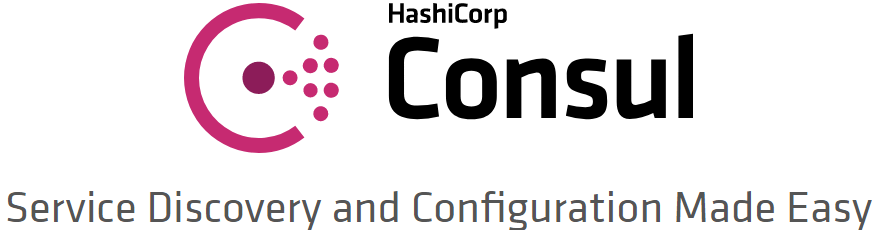 HashiCorp
Consul
Service Discovery and Configuration Made Easy